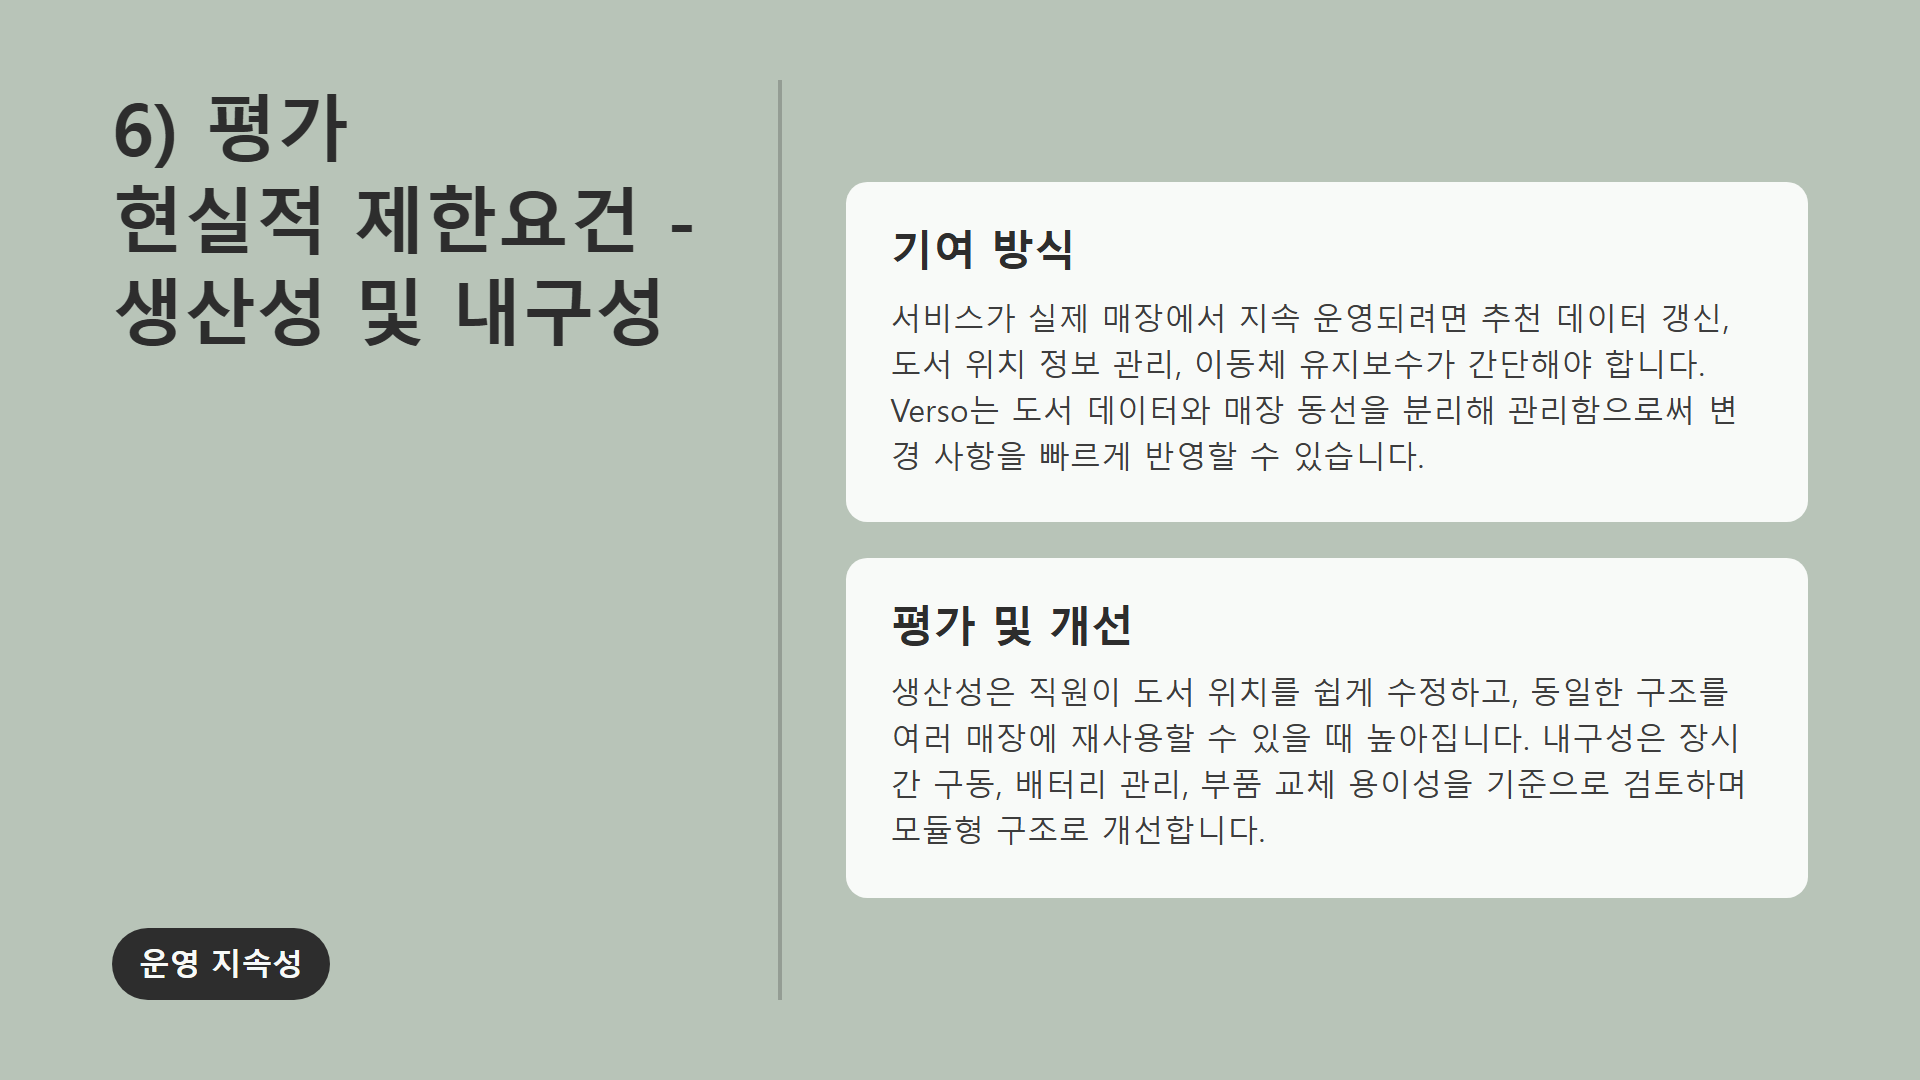 6) 평가
현실적 제한요건 -
생산성 및 내구성
기여 방식
서비스가 실제 매장에서 지속 운영되려면 추천 데이터 갱신,
도서 위치 정보 관리, 이동체 유지보수가 간단해야 합니다.
Verso는 도서 데이터와 매장 동선을 분리해 관리함으로써 변
경 사항을 빠르게 반영할 수 있습니다.
평가 및 개선
생산성은 직원이 도서 위치를 쉽게 수정하고, 동일한 구조를
여러 매장에 재사용할 수 있을 때 높아집니다. 내구성은 장시
간 구동, 배터리 관리, 부품 교체 용이성을 기준으로 검토하며
모듈형 구조로 개선합니다.
운영 지속성